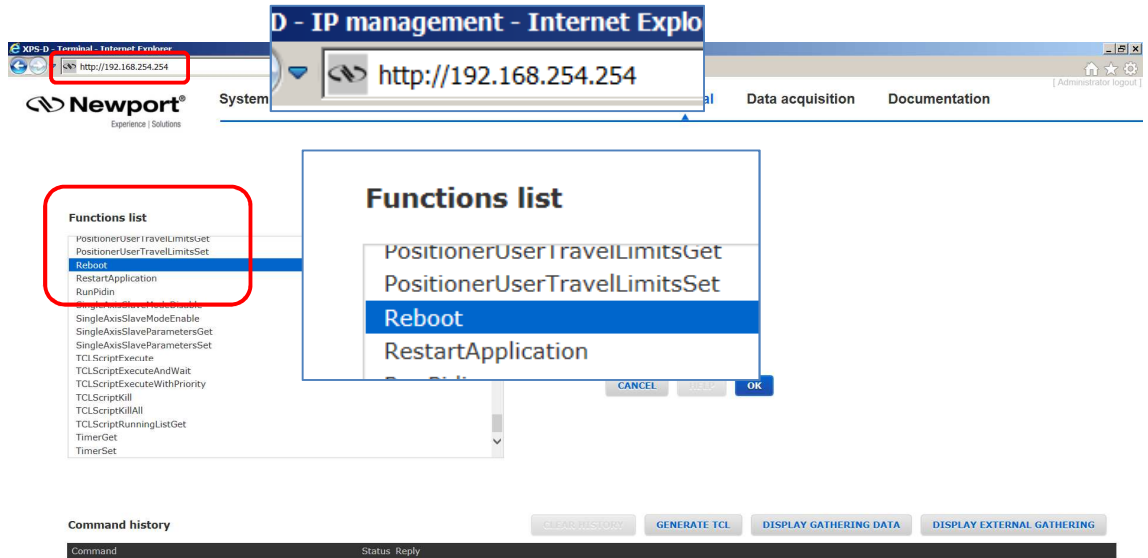 D - IP management - Internet Explo
http://192.168.254.254
XPS-D - Terminal - Internet Explorer
http://192.168.254.254
[ Administrator logout ]
Newport®
Experience | Solutions
System
al
Data acquisition
Documentation
Functions list
PositionerUserTravelLimitsGet
PositionerUserTravelLimitsSet
Reboot
RestartApplication
RunPidin
SingleAxisSlaveModeDisable
SingleAxisSlaveModeEnable
SingleAxisSlaveParametersGet
SingleAxisSlaveParametersSet
TCLScriptExecute
TCLScriptExecuteAndWait
TCLScriptExecuteWithPriority
TCLScriptKill
TCLScriptKillAll
TCLScriptRunningListGet
TimerGet
TimerSet
Functions list
PositionerUserTravelLimitsGet
PositionerUserTravelLimitsSet
Reboot
RestartApplication
CANCEL HELP OK
Command history
CLEAR HISTORY GENERATE TCL DISPLAY GATHERING DATA DISPLAY EXTERNAL GATHERING
Command Status Reply